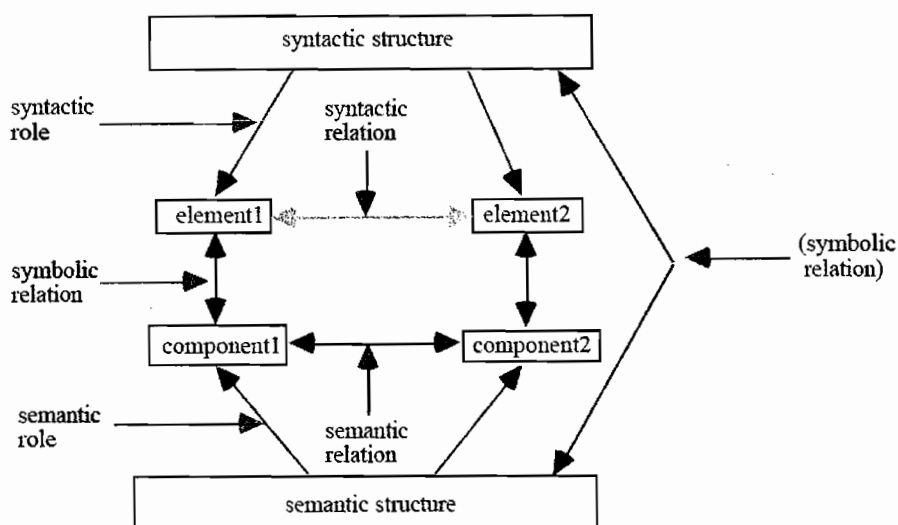 syntactic structure
syntactic
role
syntactic
relation
element1
element2
symbolic
relation
(symbolic
relation)
component1
component2
semantic
role
semantic
relation
semantic structure